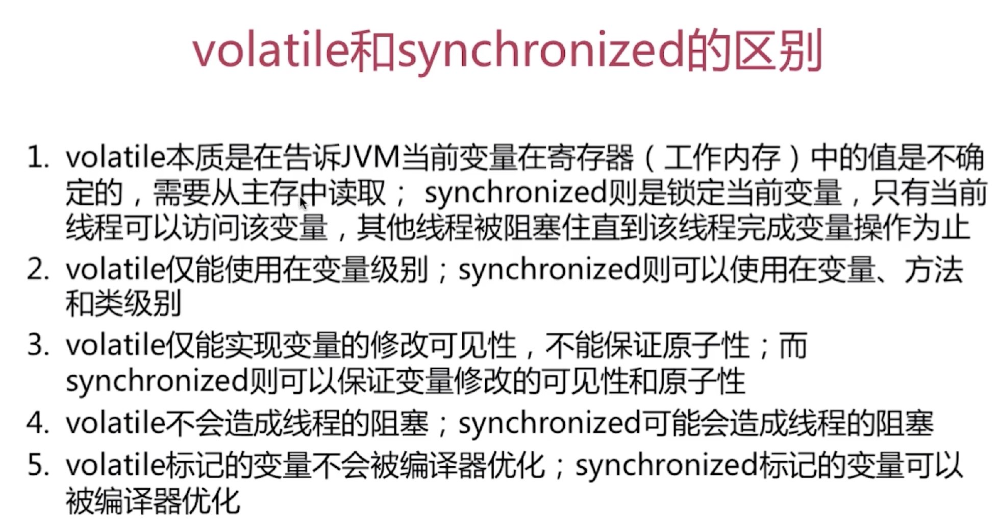 volatile和synchronized的区别
1. volatile本质是在告诉JVM当前变量在寄存器（工作内存）中的值是不确
定的，需要从主存中读取； synchronized则是锁定当前变量，只有当前
线程可以访问该变量，其他线程被阻塞住直到该线程完成变量操作为止
2. volatile仅能使用在变量级别；synchronized则可以使用在变量、方法
和类级别
3. volatile仅能实现变量的修改可见性，不能保证原子性；而
synchronized则可以保证变量修改的可见性和原子性
4. volatile不会造成线程的阻塞；synchronized可能会造成线程的阻塞
5. volatile标记的变量不会被编译器优化；synchronized标记的变量可以
被编译器优化